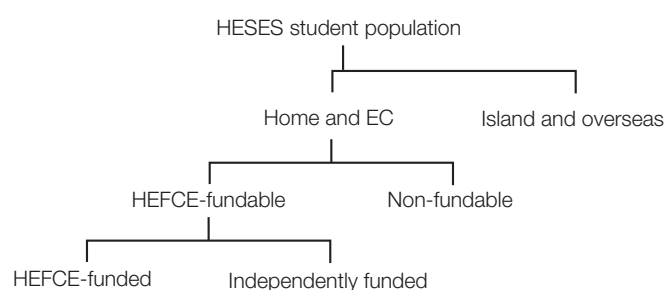 HESES student population
Home and EC
Island and overseas
HEFCE-fundable
Non-fundable
HEFCE-funded
Independently funded